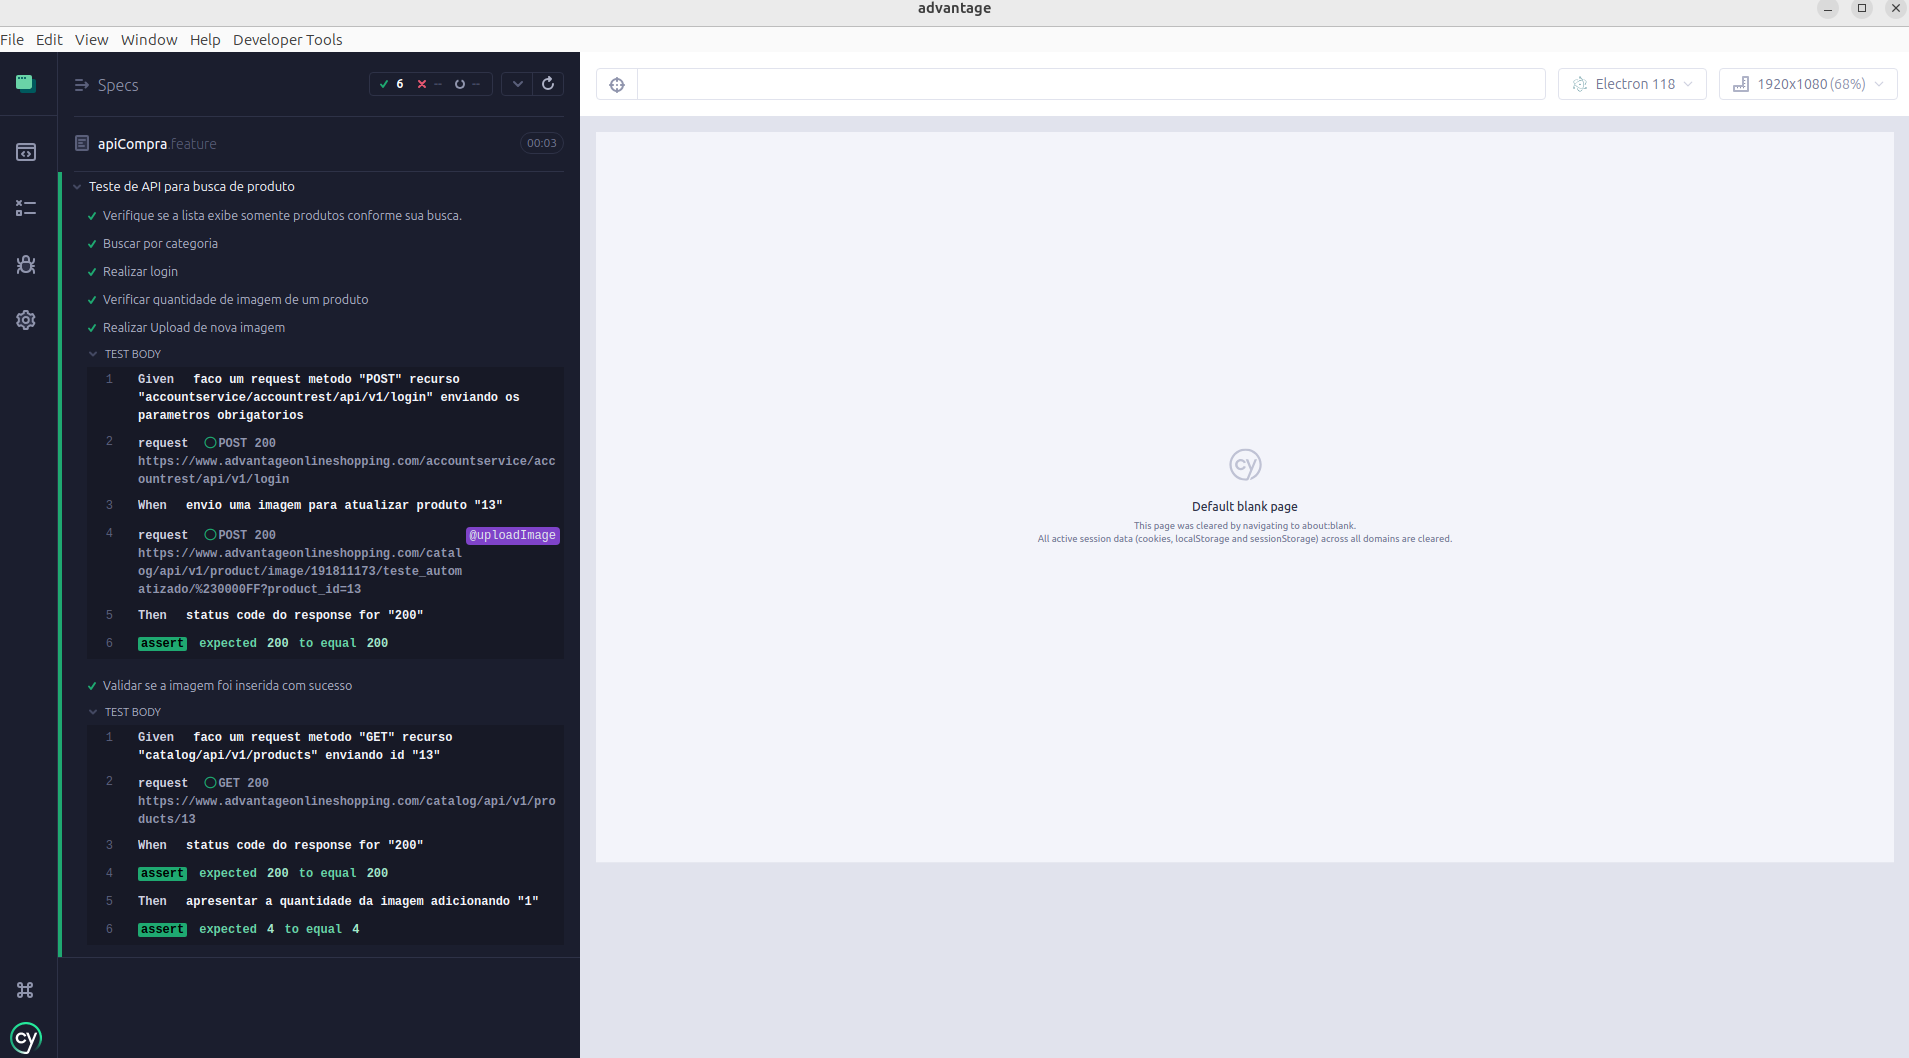 advantage
File Edit View Window Help Developer Tools
Specs
6 -- --
Electron 118
1920x1080 (68%)
apiCompra.feature
00:03
Teste de API para busca de produto
Verifique se a lista exibe somente produtos conforme sua busca.
Buscar por categoria
Realizar login
Verificar quantidade de imagem de um produto
Realizar Upload de nova imagem
TEST BODY
1 Given faco um request metodo "POST" recurso
"accountservice/accountrest/api/v1/login" enviando os
parametros obrigatorios
2 request POST 200
https://www.advantageonlineshopping.com/accountservice/acc
ountrest/api/v1/login
3 When envio uma imagem para atualizar produto "13"
4 request POST 200 @uploadImage
https://www.advantageonlineshopping.com/catal
og/api/v1/product/image/191811173/teste_autom
atizado/%230000FF?product_id=13
5 Then status code do response for "200"
6 assert expected 200 to equal 200
Validar se a imagem foi inserida com sucesso
TEST BODY
1 Given faco um request metodo "GET" recurso
"catalog/api/v1/products" enviando id "13"
2 request GET 200
https://www.advantageonlineshopping.com/catalog/api/v1/pro
ducts/13
3 When status code do response for "200"
4 assert expected 200 to equal 200
5 Then apresentar a quantidade da imagem adicionando "1"
6 assert expected 4 to equal 4
cy
cy
Default blank page
This page was cleared by navigating to about:blank.
All active session data (cookies, localStorage and sessionStorage) across all domains are cleared.